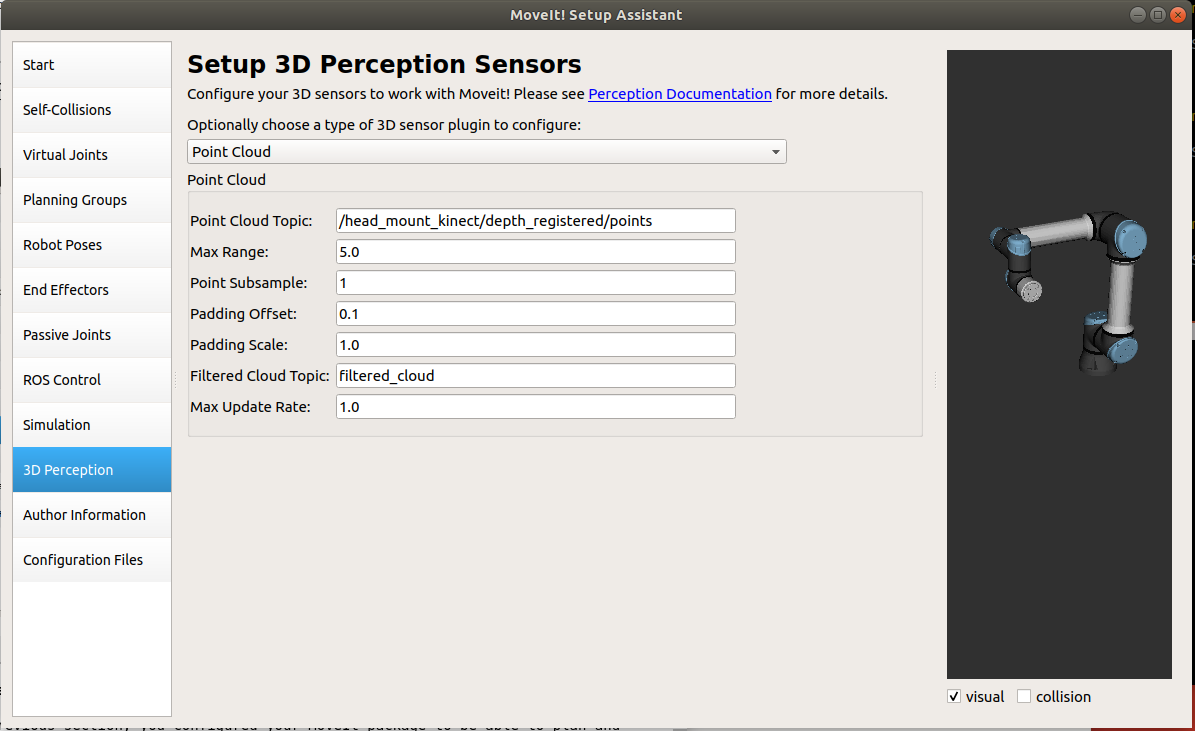 MoveIt! Setup Assistant
Start
Self-Collisions
Virtual Joints
Planning Groups
Robot Poses
End Effectors
Passive Joints
ROS Control
Simulation
3D Perception
Author Information
Configuration Files
Setup 3D Perception Sensors
Configure your 3D sensors to work with Moveit! Please see Perception Documentation for more details.
Optionally choose a type of 3D sensor plugin to configure:
Point Cloud
Point Cloud
Point Cloud Topic: /head_mount_kinect/depth_registered/points
Max Range: 5.0
Point Subsample: 1
Padding Offset: 0.1
Padding Scale: 1.0
Filtered Cloud Topic: filtered_cloud
Max Update Rate: 1.0
visual collision